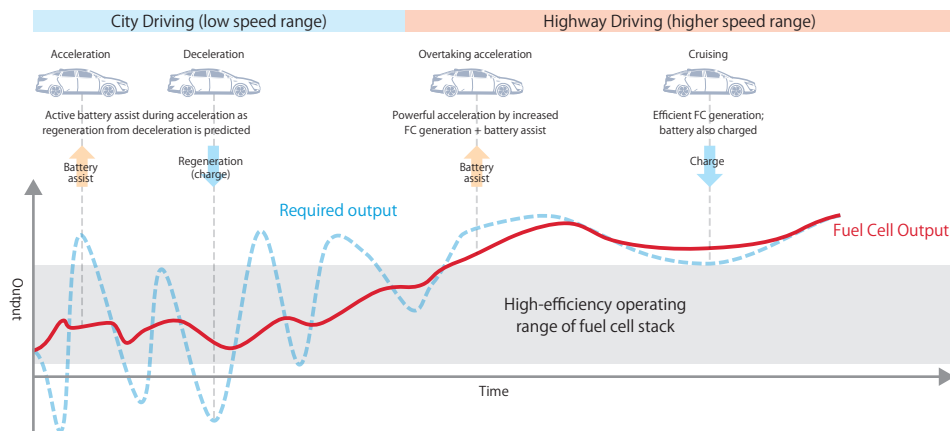 City Driving (low speed range)
Highway Driving (higher speed range)
Acceleration
Deceleration
Overtaking acceleration
Cruising
Active battery assist during acceleration as
regeneration from deceleration is predicted
Powerful acceleration by increased
FC generation + battery assist
Efficient FC generation;
battery also charged
Battery
assist
Regeneration
(charge)
Battery
assist
Charge
Required output
Fuel Cell Output
Output
High-efficiency operating
range of fuel cell stack
Time